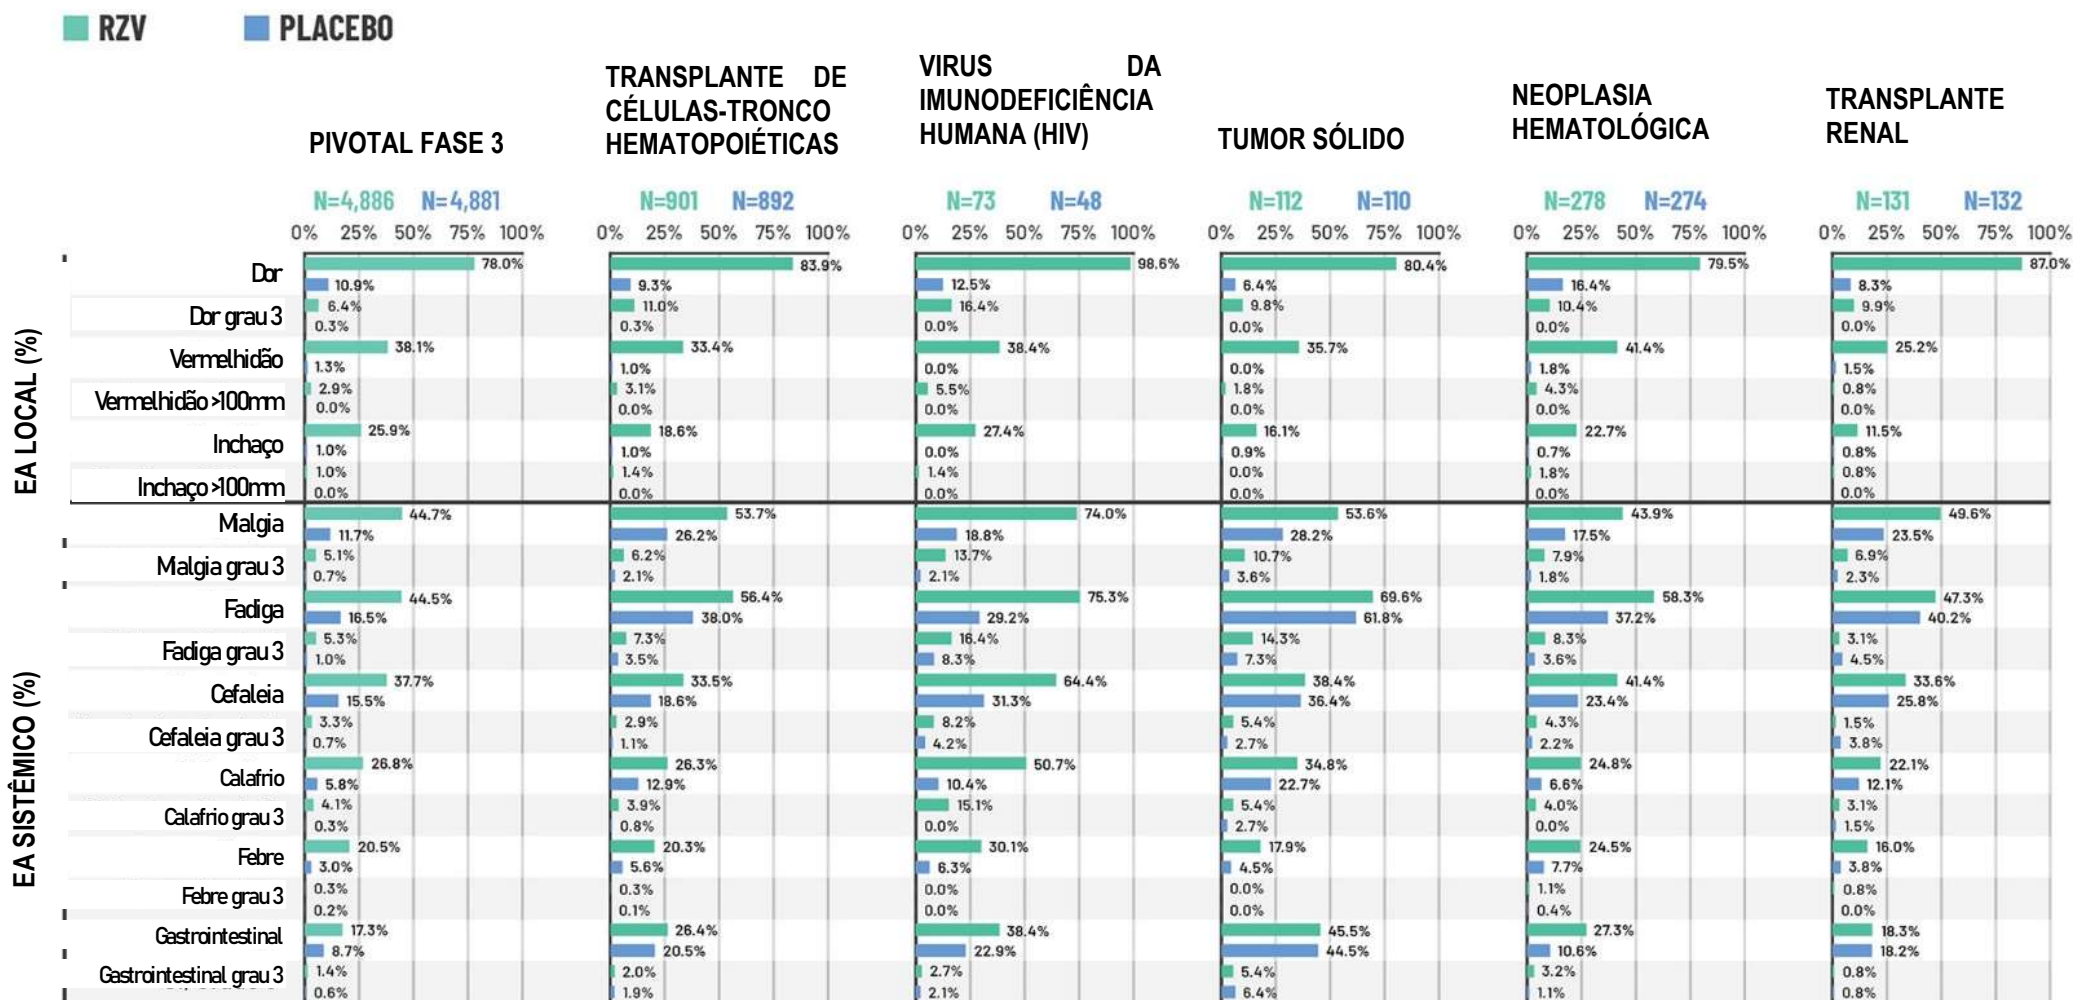 RZV PLACEBO
PIVOTAL FASE 3
TRANSPLANTE DE
CÉLULAS-TRONCO
HEMATOPOIÉTICAS
VIRUS DA
IMUNODEFICIÊNCIA
HUMANA (HIV)
TUMOR SÓLIDO
NEOPLASIA
HEMATOLÓGICA
TRANSPLANTE
RENAL
N=4,886 N=4,881 N=901 N=892 N=73 N=48 N=112 N=110 N=278 N=274 N=131 N=132
0% 25% 50% 75% 100% 0% 25% 50% 75% 100% 0% 25% 50% 75% 100% 0% 25% 50% 75% 100% 0% 25% 50% 75% 100% 0% 25% 50% 75% 100%
EA LOCAL (%)
Dor
78.0% 83.9% 98.6% 80.4% 79.5% 87.0%
10.9% 9.3% 12.5% 6.4% 16.4% 8.3%
Dor grau 3
6.4% 11.0% 16.4% 9.8% 10.4% 9.9%
0.3% 0.3% 0.0% 0.0% 0.0% 0.0%
Vermelhidão
38.1% 33.4% 38.4% 35.7% 41.4% 25.2%
1.3% 1.0% 0.0% 0.0% 1.8% 1.5%
Vermelhidão >100mm
2.9% 3.1% 5.5% 1.8% 4.3% 0.8%
0.0% 0.0% 0.0% 0.0% 0.0% 0.0%
Inchaço
25.9% 18.6% 27.4% 16.1% 22.7% 11.5%
1.0% 1.0% 0.0% 0.9% 0.7% 0.8%
Inchaço >100mm
1.0% 1.4% 1.4% 0.0% 1.8% 0.8%
0.0% 0.0% 0.0% 0.0% 0.0% 0.0%
EA SISTÊMICO (%)
Malgia
44.7% 53.7% 74.0% 53.6% 43.9% 49.6%
11.7% 26.2% 18.8% 28.2% 17.5% 23.5%
Malgia grau 3
5.1% 6.2% 13.7% 10.7% 7.9% 6.9%
0.7% 2.1% 2.1% 3.6% 1.8% 2.3%
Fadiga
44.5% 56.4% 75.3% 69.6% 58.3% 47.3%
16.5% 38.0% 29.2% 61.8% 37.2% 40.2%
Fadiga grau 3
5.3% 7.3% 16.4% 14.3% 8.3% 3.1%
1.0% 3.5% 8.3% 7.3% 3.6% 4.5%
Cefaleia
37.7% 33.5% 64.4% 38.4% 41.4% 33.6%
15.5% 18.6% 31.3% 36.4% 23.4% 25.8%
Cefaleia grau 3
3.3% 2.9% 8.2% 5.4% 4.3% 1.5%
0.7% 1.1% 4.2% 2.7% 2.2% 3.8%
Calafrio
26.8% 26.3% 50.7% 34.8% 24.8% 22.1%
5.8% 12.9% 10.4% 22.7% 6.6% 12.1%
Calafrio grau 3
4.1% 3.9% 15.1% 5.4% 4.0% 3.1%
0.3% 0.8% 0.0% 2.7% 0.0% 1.5%
Febre
20.5% 20.3% 30.1% 17.9% 24.5% 16.0%
3.0% 5.6% 6.3% 4.5% 7.7% 3.8%
Febre grau 3
0.3% 0.3% 0.0% 0.0% 1.1% 0.8%
0.2% 0.1% 0.0% 0.0% 0.4% 0.0%
Gastrointestinal
17.3% 26.4% 38.4% 45.5% 27.3% 18.3%
8.7% 20.5% 22.9% 44.5% 10.6% 18.2%
Gastrointestinal grau 3
1.4% 2.0% 2.7% 5.4% 3.2% 0.8%
0.6% 1.9% 2.1% 6.4% 1.1% 0.8%